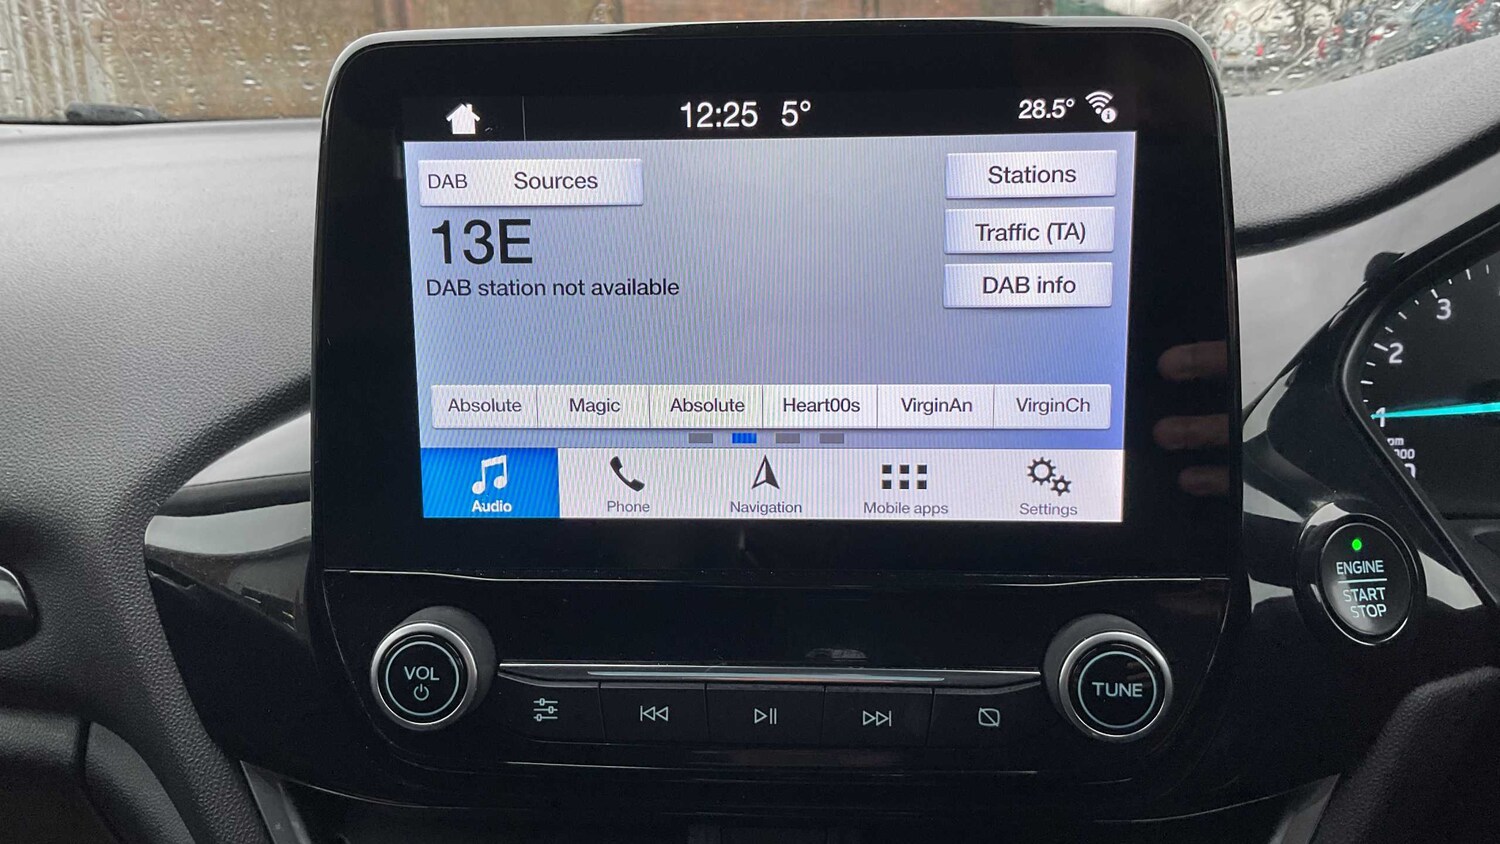 12:25 5° 28.5°
DAB Sources
Stations
13E
Traffic (TA)
DAB station not available
DAB info
Absolute Magic Absolute Heart00s VirginAn VirginCh
Audio Phone Navigation Mobile apps Settings
3
2
1
0
ENGINE
START
STOP
VOL
TUNE